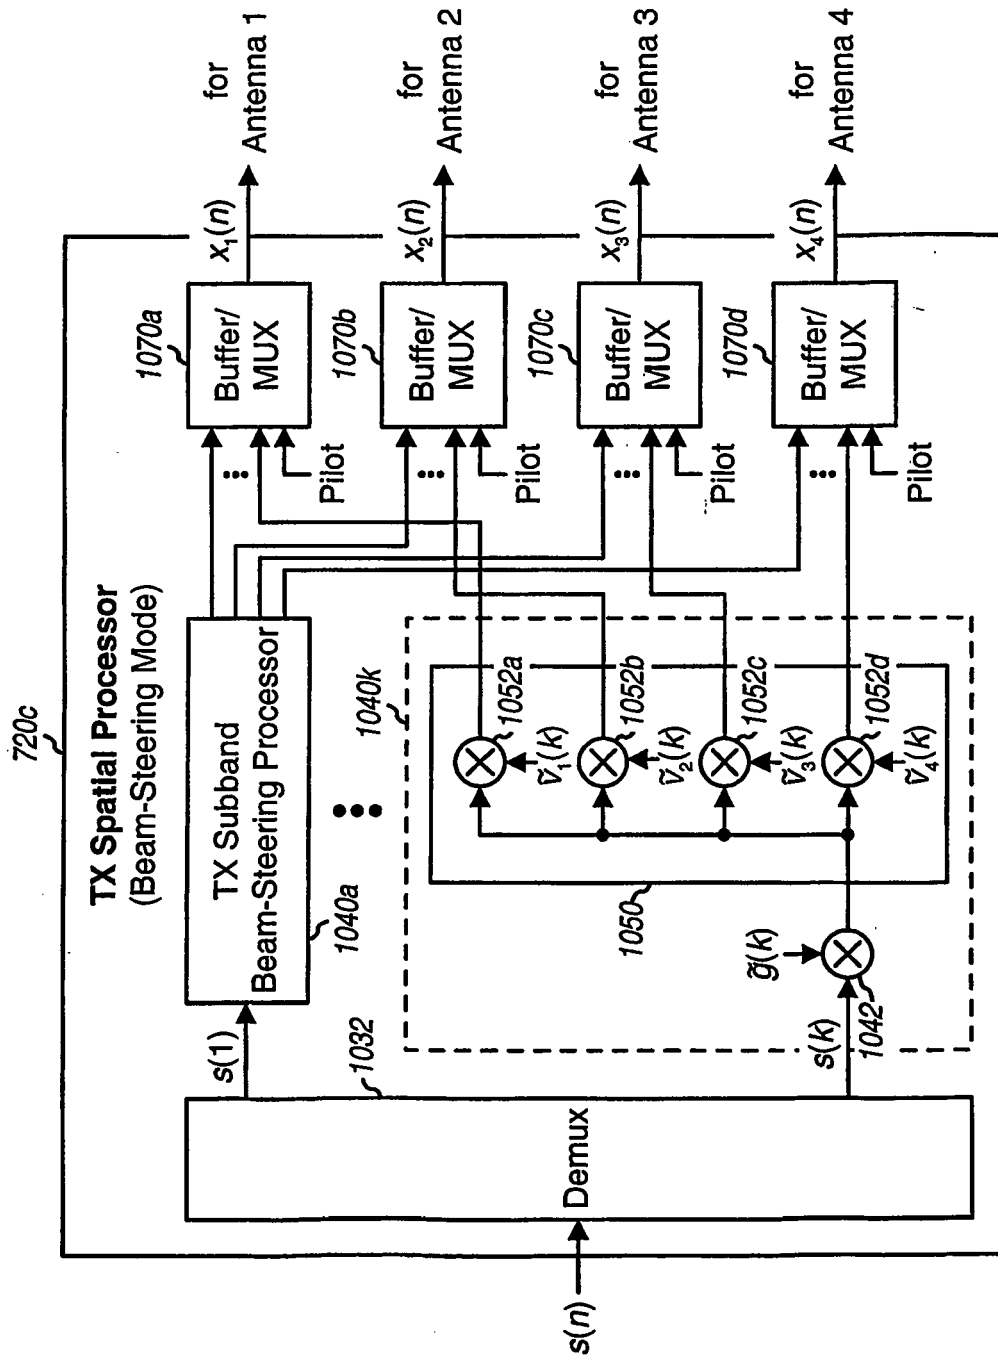 720c
TX Spatial Processor
(Beam-Steering Mode)
s(n)
Demux
1032
s(1)
TX Subband
Beam-Steering Processor
1040a
s(k)
1042
g̃(k)
1040k
1050
1052a
ṽ₁(k)
1052b
ṽ₂(k)
1052c
ṽ₃(k)
1052d
ṽ₄(k)
1070a
Buffer/
MUX
Pilot
x₁(n)
for
Antenna 1
1070b
Buffer/
MUX
Pilot
x₂(n)
for
Antenna 2
1070c
Buffer/
MUX
Pilot
x₃(n)
for
Antenna 3
1070d
Buffer/
MUX
Pilot
x₄(n)
for
Antenna 4